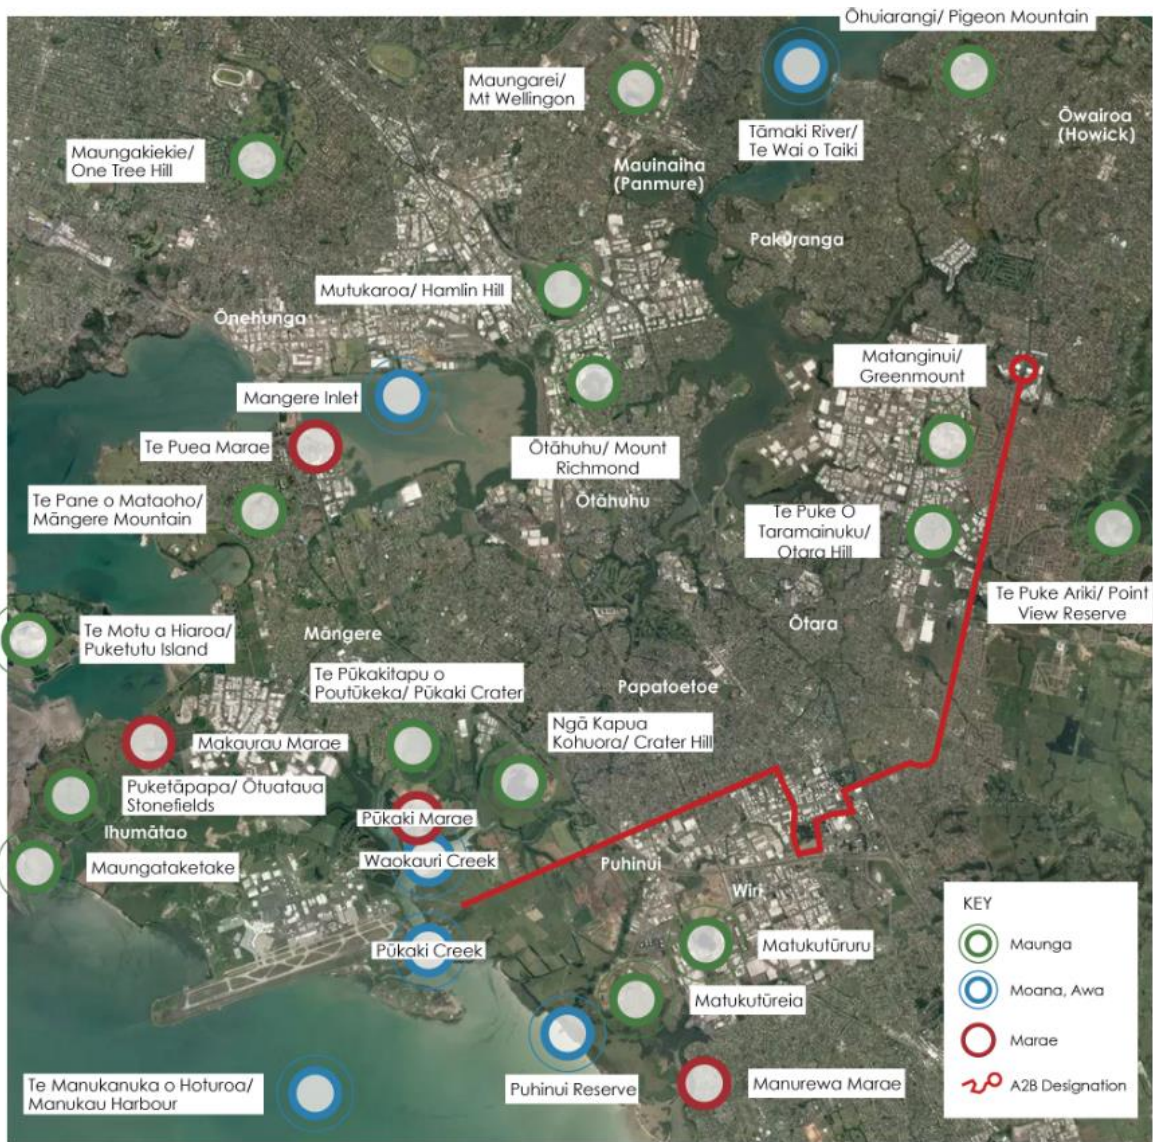 Ōhuiarangi/ Pigeon Mountain
Maungarei/
Mt Wellingon
Ōwairoa
(Howick)
Tāmaki River/
Te Wai o Taiki
Maungakiekie/
One Tree Hill
Mauinaiha
(Panmure)
Pakūranga
Mutukaroa/ Hamlin Hill
Ōnehunga
Matanginui/
Greenmount
Mangere Inlet
Te Puea Marae
Ōtāhuhu/ Mount
Richmond
Ōtāhuhu
Te Pane o Mataoho/
Māngere Mountain
Te Puke O
Taramainuku/
Otara Hill
Te Puke Ariki/ Point
View Reserve
Te Motu a Hiaroa/
Puketutu Island
Māngere
Ōtara
Te Pūkakitapu o
Poutūkeka/ Pūkaki Crater
Papatoetoe
Ngā Kapua
Kohuora/ Crater Hill
Makaurau Marae
Puketāpapa/ Ōtuataua
Stonefields
Pūkaki Marae
Ihumātao
Maungataketake
Waokauri Creek
Puhinui
Wiri
Pūkaki Creek
Matukutūruru
Matukutūreia
Te Manukanuka o Hoturoa/
Manukau Harbour
Puhinui Reserve
Manurewa Marae
KEY
Maunga
Moana, Awa
Marae
A2B Designation